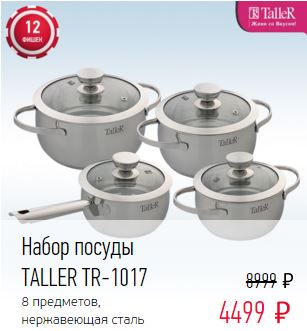 12
ФИШЕК
TalleR
Живи со Вкусом!
TalleR
TalleR
TalleR
TalleR
Набор посуды
TALLER TR-1017
8 предметов,
нержавеющая сталь
8999 ₽
4499 ₽